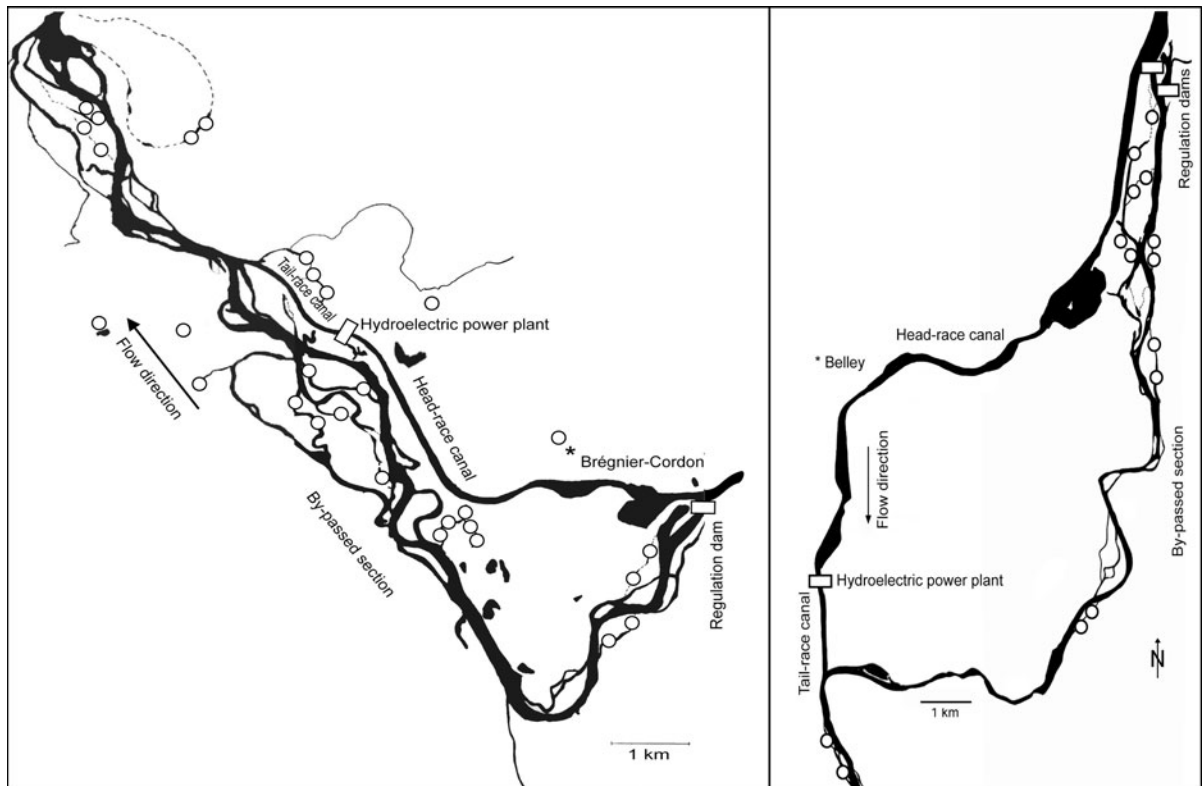 Tail-race canal
Hydroelectric power plant
Flow direction
Head-race canal
* Brégnier-Cordon
By-passed section
Regulation dam
1 km
Regulation dams
Head-race canal
* Belley
Flow direction
By-passed section
Hydroelectric power plant
Tail-race canal
N
1 km